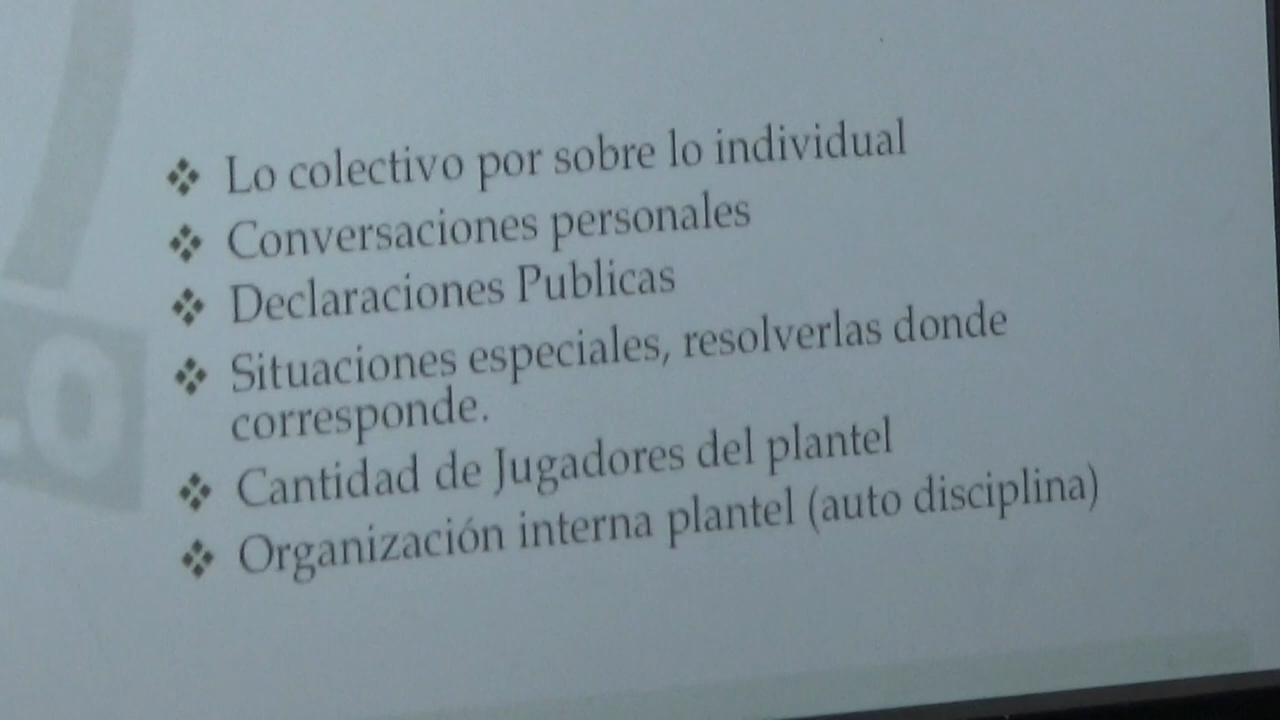 Lo colectivo por sobre lo individual
Conversaciones personales
Declaraciones Publicas
Situaciones especiales, resolverlas donde
corresponde.
Cantidad de Jugadores del plantel
Organización interna plantel (auto disciplina)